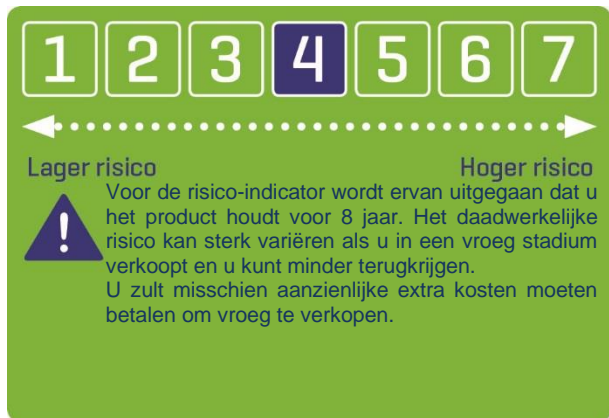 1 2 3 4 5 6 7
Lager risico Hoger risico
Voor de risico-indicator wordt ervan uitgegaan dat u
het product houdt voor 8 jaar. Het daadwerkelijke
risico kan sterk variëren als u in een vroeg stadium
verkoopt en u kunt minder terugkrijgen.
U zult misschien aanzienlijke extra kosten moeten
betalen om vroeg te verkopen.